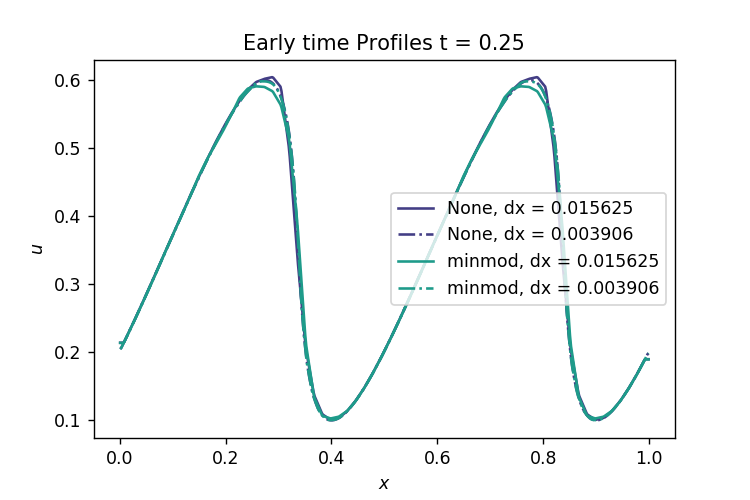 Early time Profiles t = 0.25
0.6
0.5
0.4
0.3
0.2
0.1
u
None, dx = 0.015625
None, dx = 0.003906
minmod, dx = 0.015625
minmod, dx = 0.003906
0.0 0.2 0.4 0.6 0.8 1.0
x